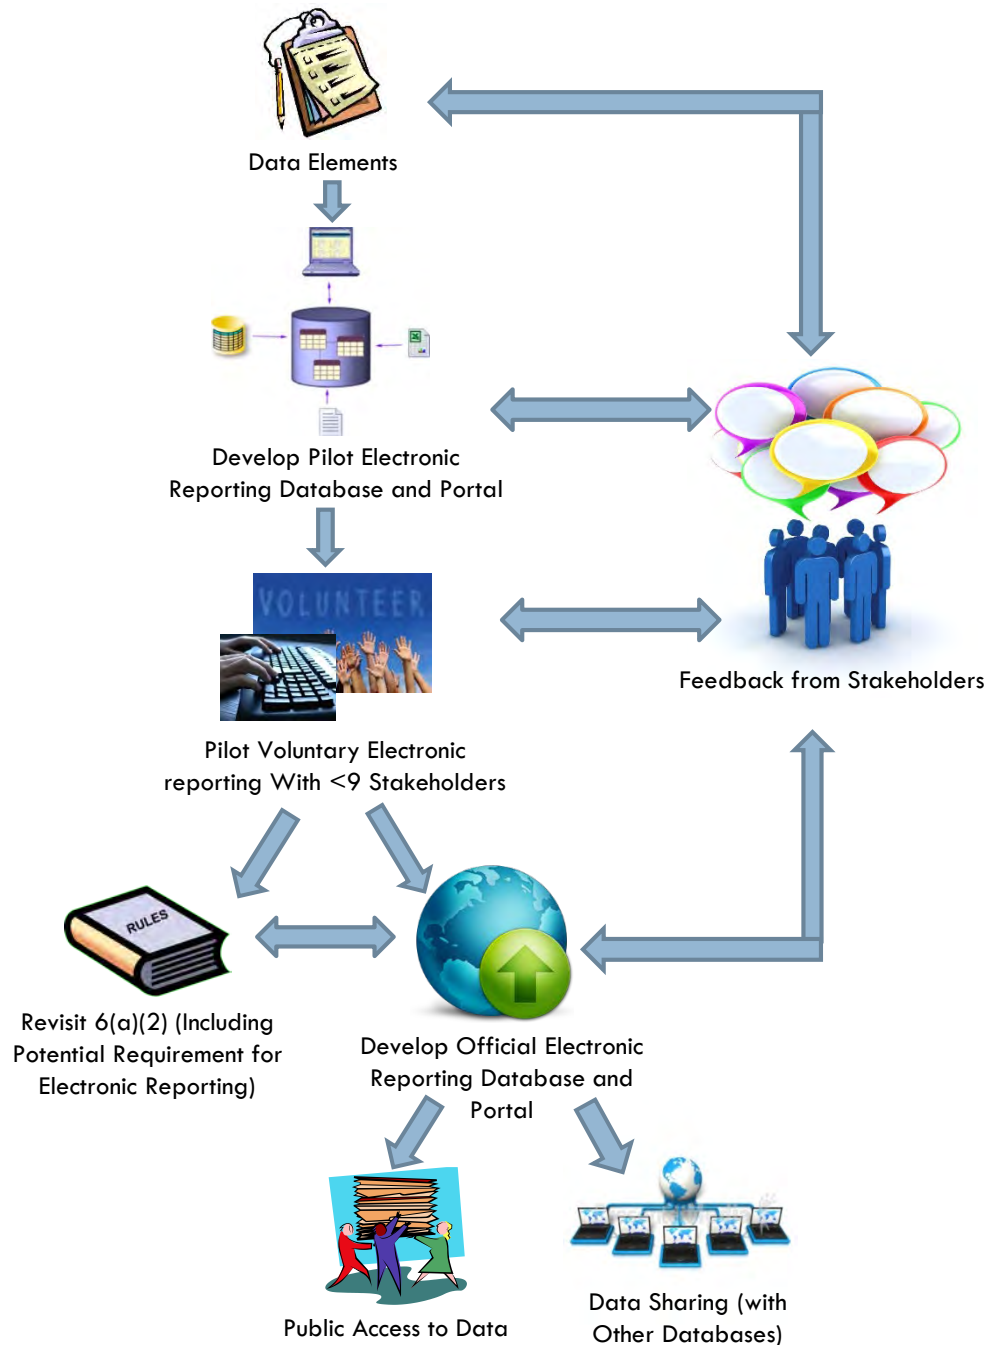 Data Elements
Develop Pilot Electronic
Reporting Database and Portal
VOLUNTEER
Feedback from Stakeholders
Pilot Voluntary Electronic
reporting With <9 Stakeholders
RULES
Revisit 6(a)(2) (Including
Potential Requirement for
Electronic Reporting)
Develop Official Electronic
Reporting Database and
Portal
Public Access to Data
Data Sharing (with
Other Databases)